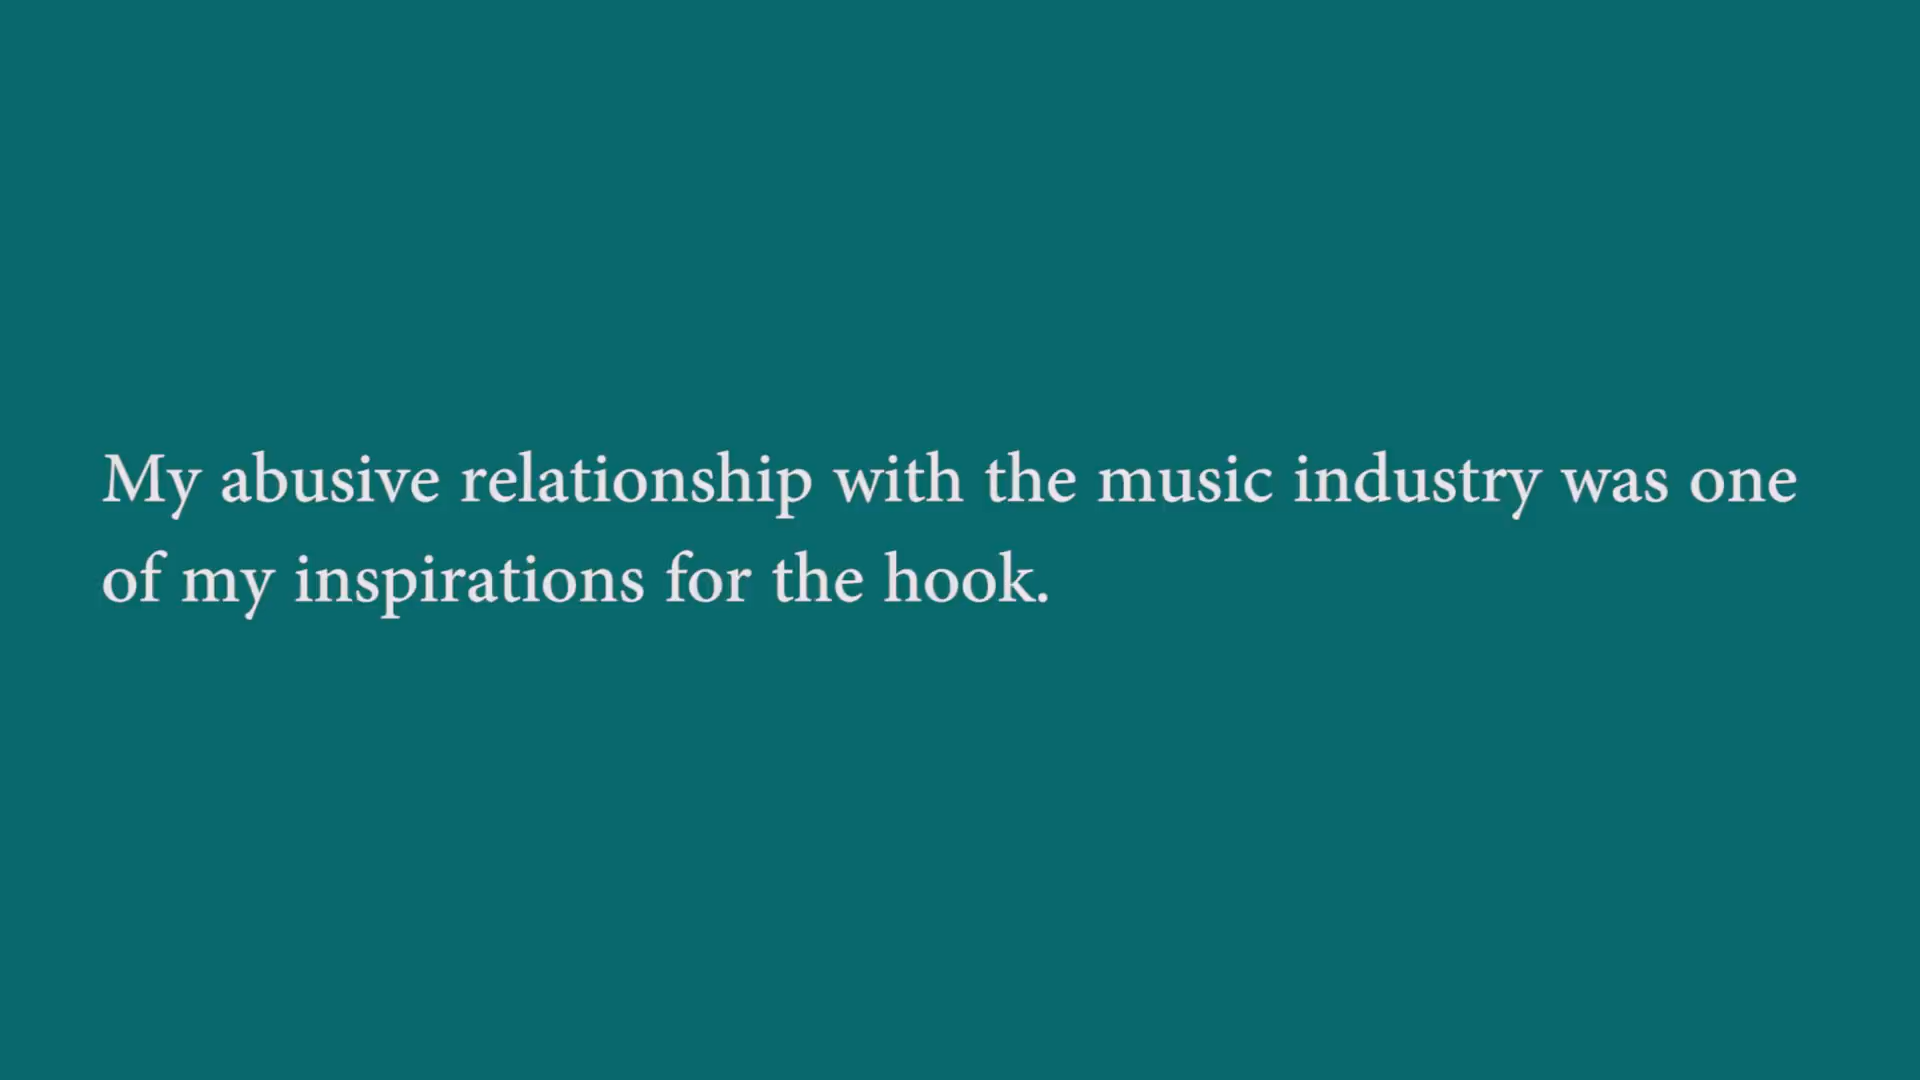 My abusive relationship with the music industry was one
of my inspirations for the hook.